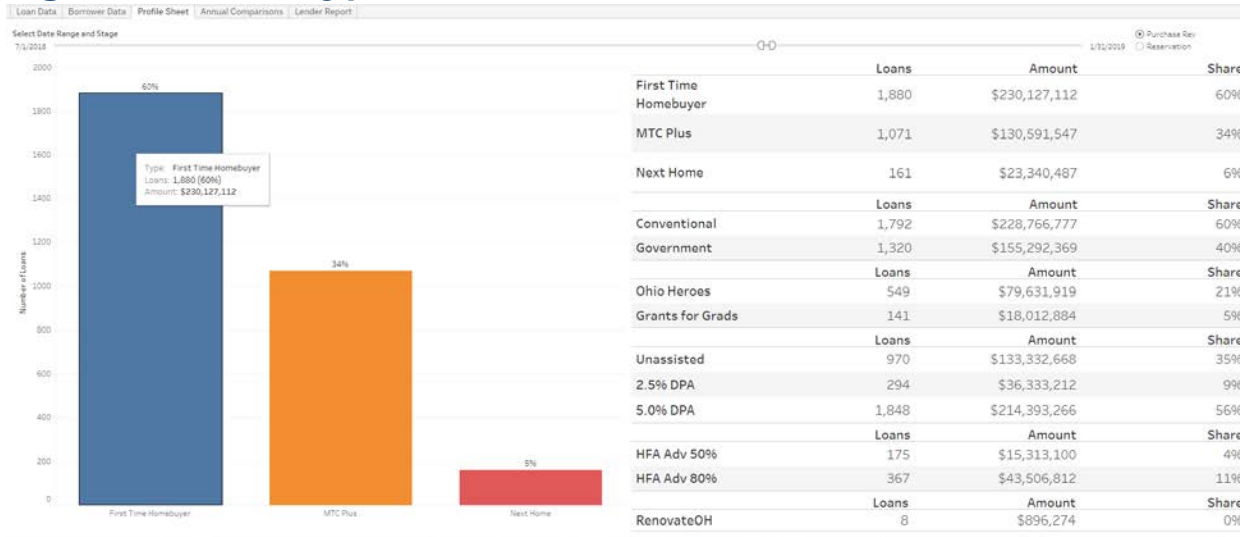 Loan Data Borrower Data Profile Sheet Annual Comparisons Lender Report
Select Date Range and Stage
7/1/2018
1/31/2019
Purchase Rev
Reservation
2000
1800
1600
1400
1200
1000
800
600
400
200
0
Number of Loans
60%
34%
5%
Type: First Time Homebuyer
Loans: 1,880 (60%)
Amount: $230,127,112
First Time Homebuyer MTC Plus Next Home
Loans Amount Share
First Time
Homebuyer 1,880 $230,127,112 60%
MTC Plus 1,071 $130,591,547 34%
Next Home 161 $23,340,487 6%
Loans Amount Share
Conventional 1,792 $228,766,777 60%
Government 1,320 $155,292,369 40%
Loans Amount Share
Ohio Heroes 549 $79,631,919 21%
Grants for Grads 141 $18,012,884 5%
Loans Amount Share
Unassisted 970 $133,332,668 35%
2.5% DPA 294 $36,333,212 9%
5.0% DPA 1,848 $214,393,266 56%
Loans Amount Share
HFA Adv 50% 175 $15,313,100 4%
HFA Adv 80% 367 $43,506,812 11%
Loans Amount Share
RenovateOH 8 $896,274 0%